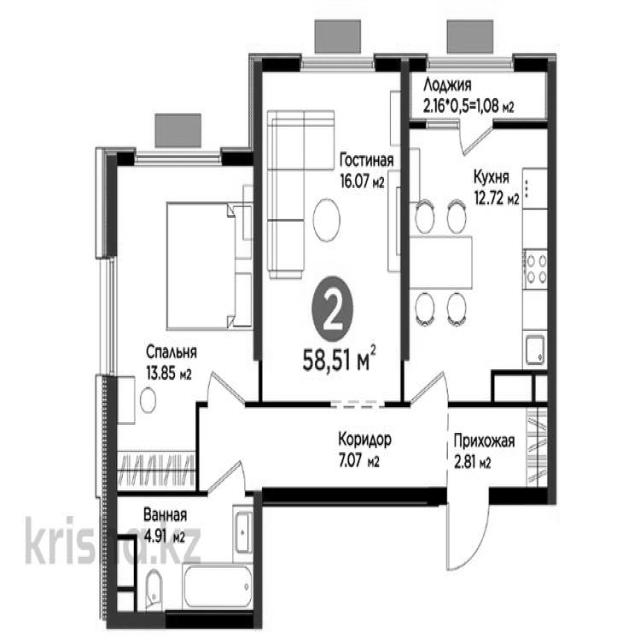 Лоджия
2.16*0,5=1,08 м2
Гостиная
16.07 м2
Кухня
12.72 м2
2
58,51 м²
Спальня
13.85 м2
Коридор
7.07 м2
Прихожая
2.81 м2
Ванная
4.91 м2
krisha.kz